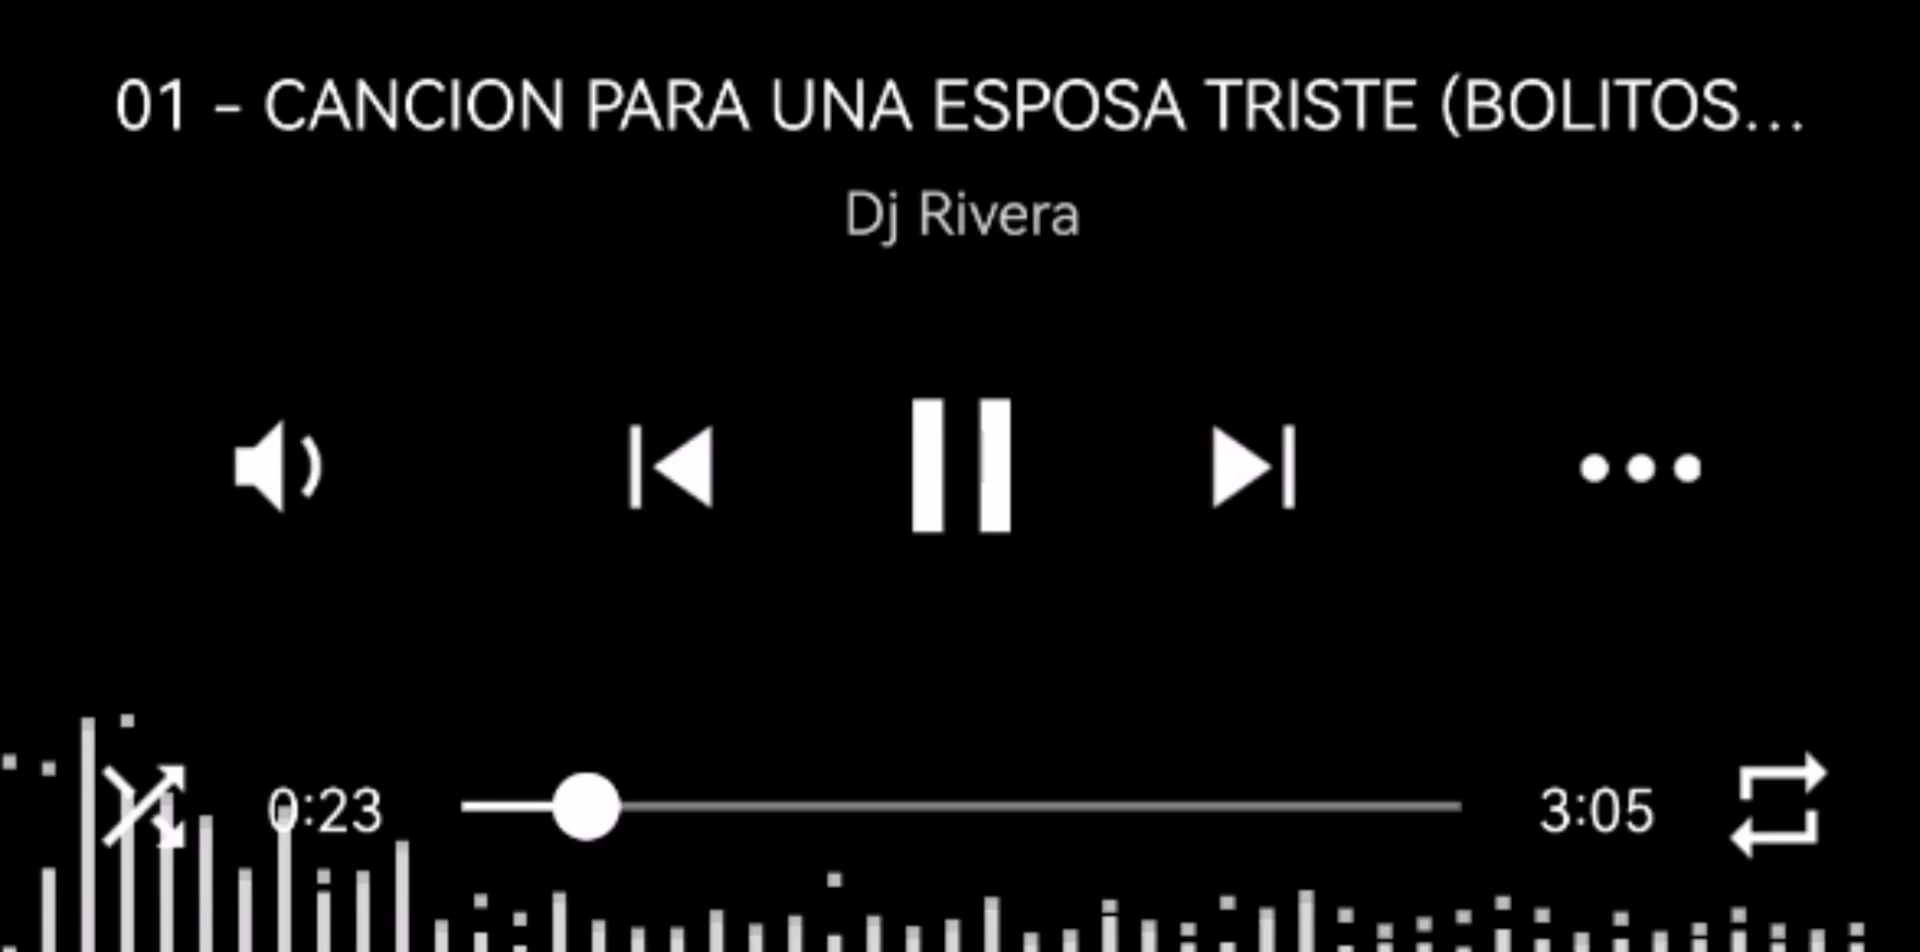 01 - CANCION PARA UNA ESPOSA TRISTE (BOLITOS...
Dj Rivera
0:23 3:05